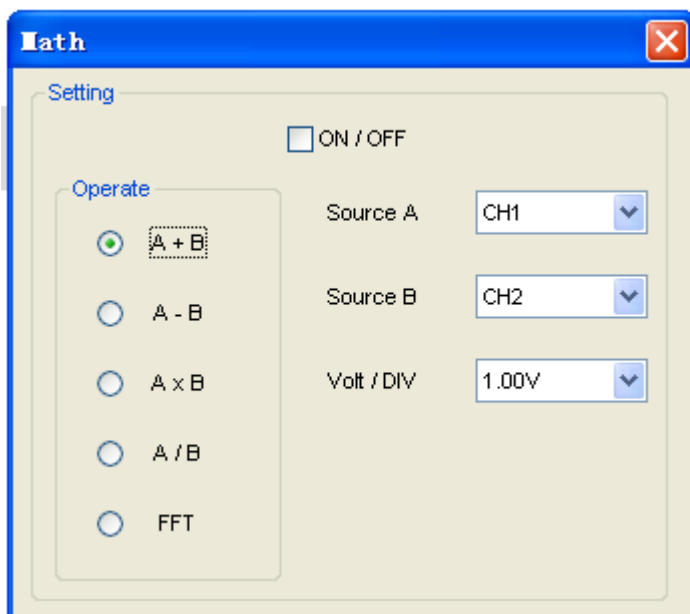 Math
Setting
ON / OFF
Operate
Source A CH1
A + B
Source B CH2
A - B
Volt / DIV 1.00V
A x B
A / B
FFT